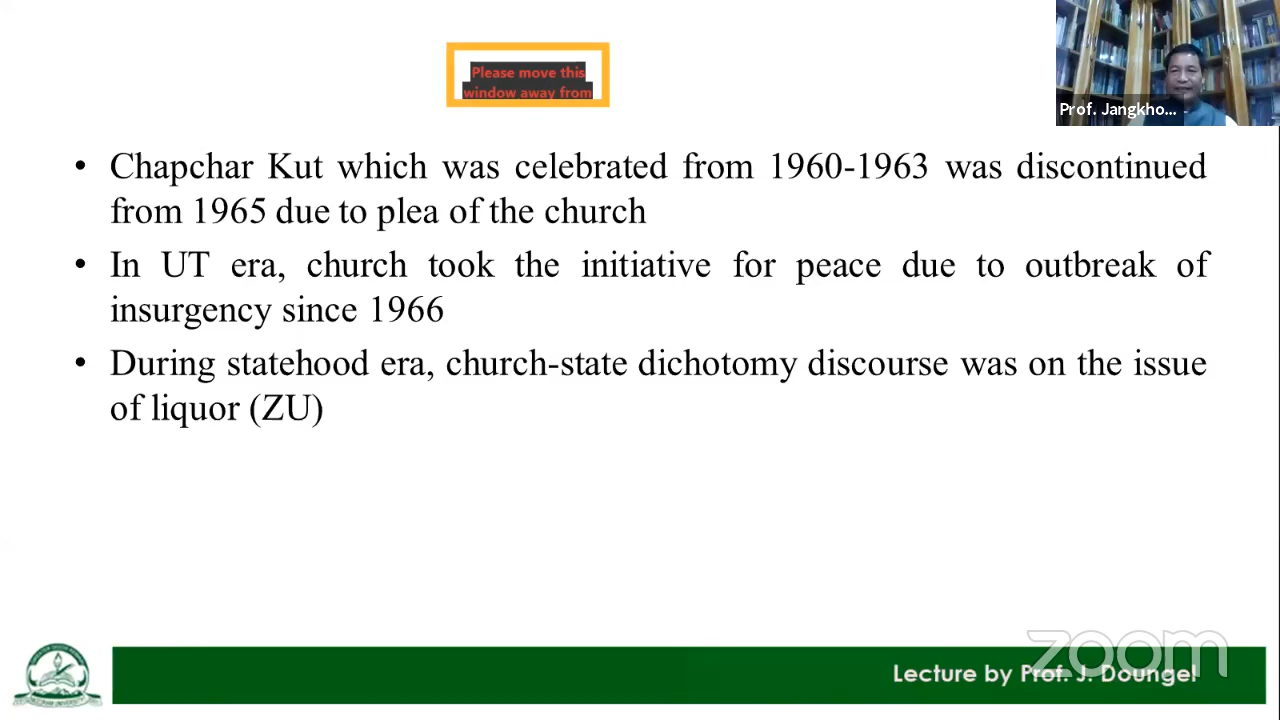 Please move this
window away from
Prof. Jangkho...
• Chapchar Kut which was celebrated from 1960-1963 was discontinued
from 1965 due to plea of the church
• In UT era, church took the initiative for peace due to outbreak of
insurgency since 1966
• During statehood era, church-state dichotomy discourse was on the issue
of liquor (ZU)
zoom
Lecture by Prof. J. Doungel